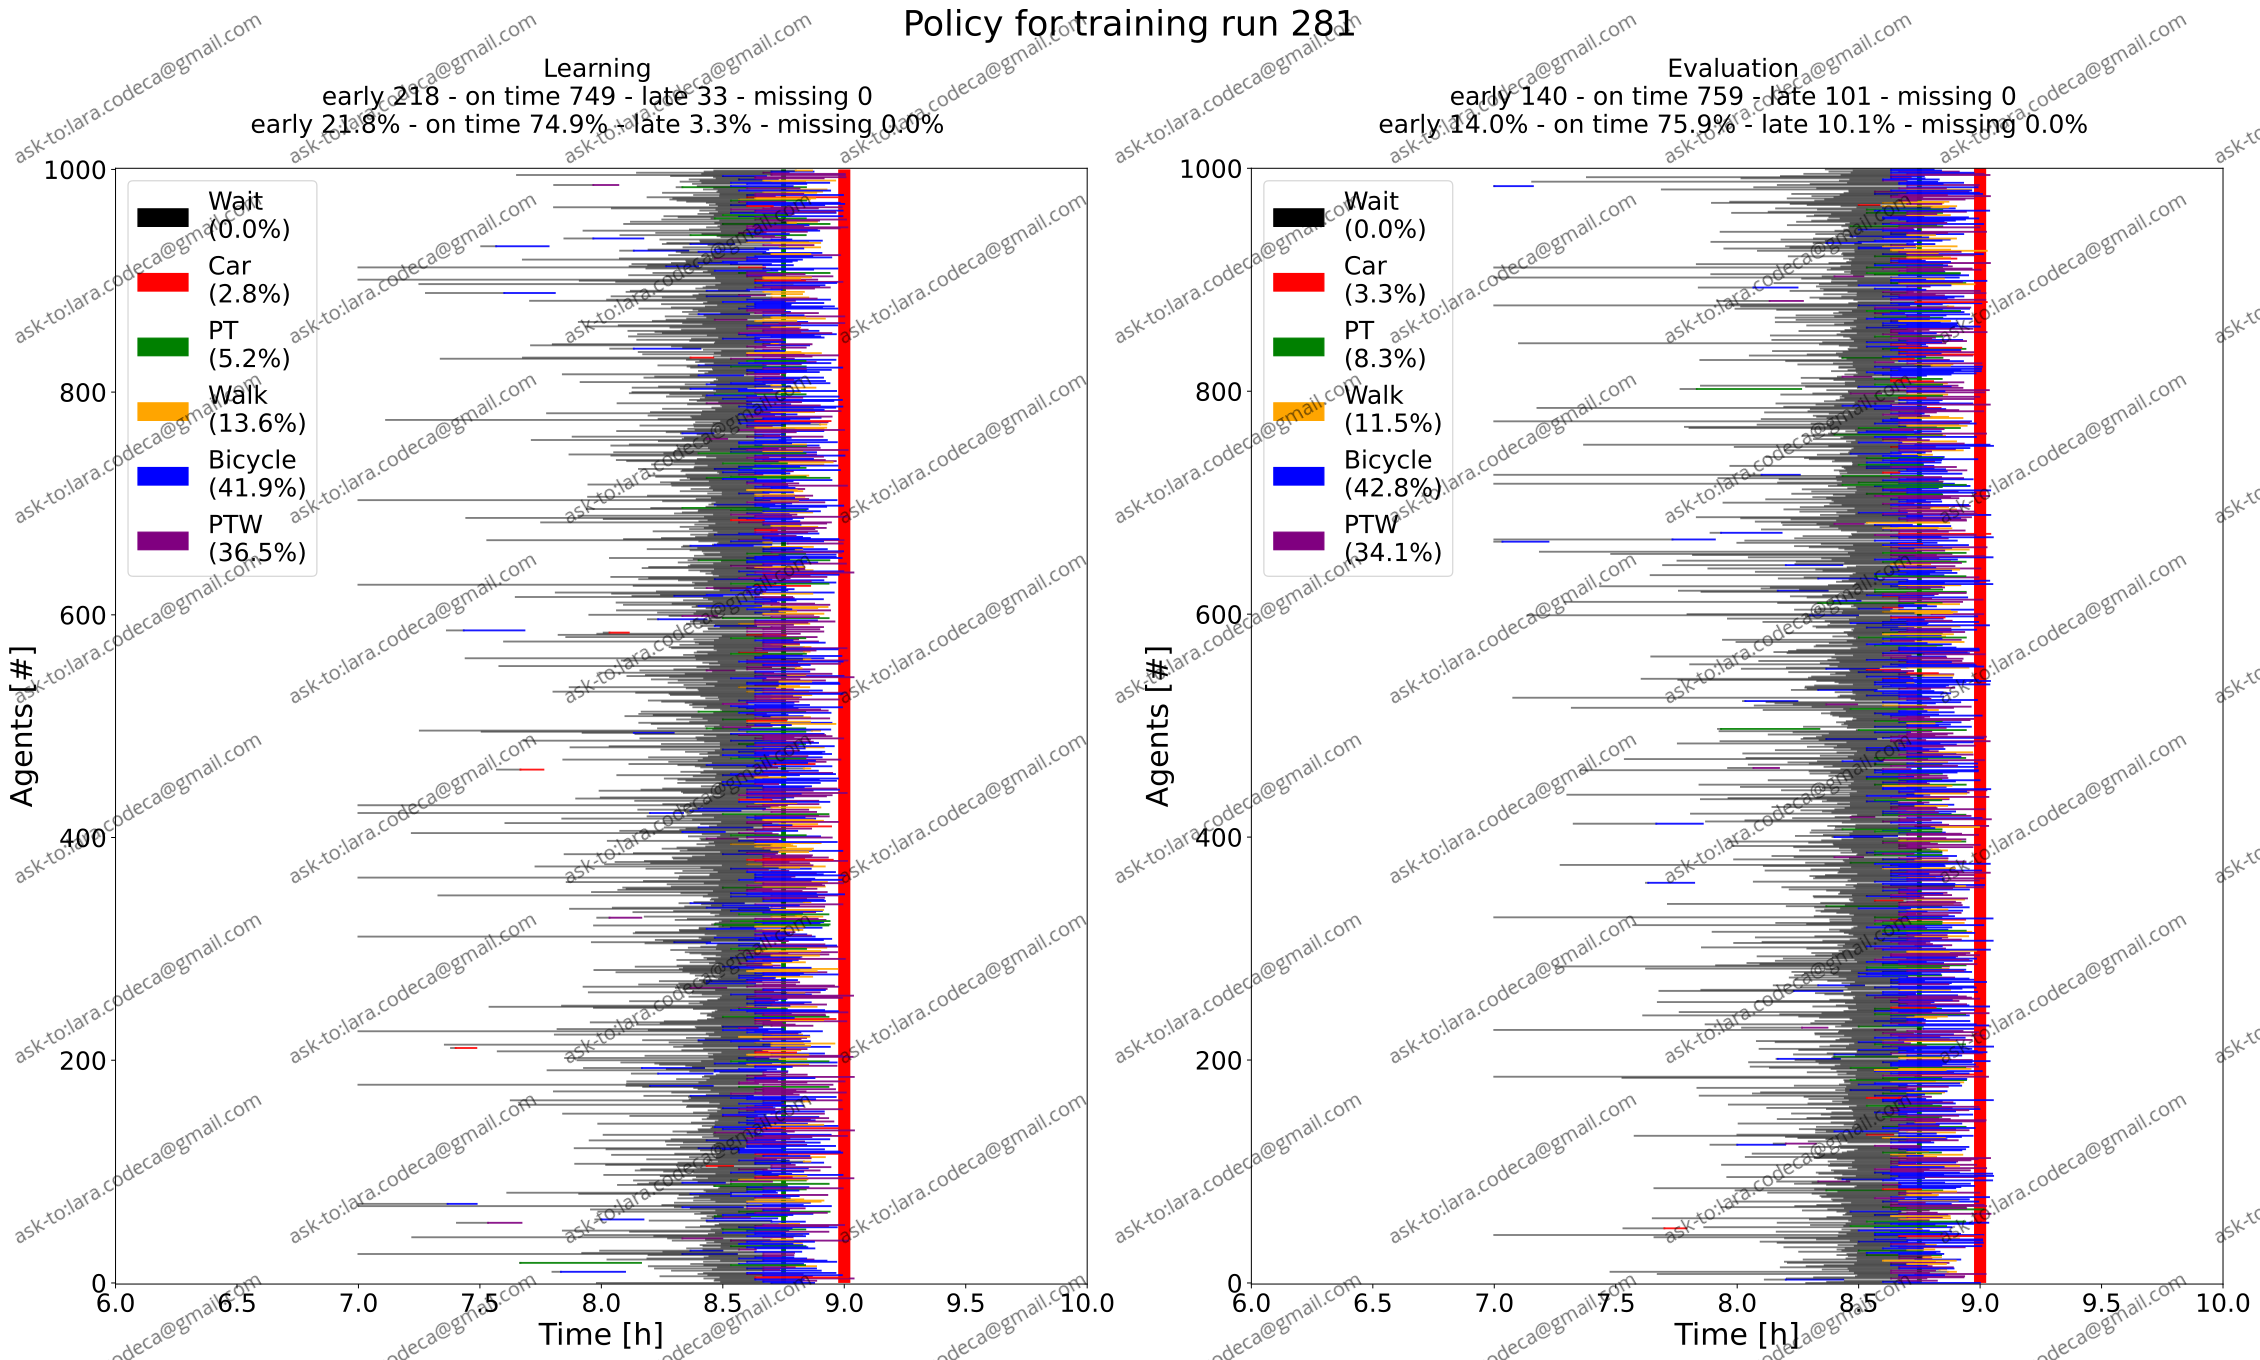 Policy for training run 281
Learning
early 218 - on time 749 - late 33 - missing 0
early 21.8% - on time 74.9% - late 3.3% - missing 0.0%
Agents [#]
1000
800
600
400
200
0
Wait
(0.0%)
Car
(2.8%)
PT
(5.2%)
Walk
(13.6%)
Bicycle
(41.9%)
PTW
(36.5%)
6.0 6.5 7.0 7.5 8.0 8.5 9.0 9.5 10.0
Time [h]
Evaluation
early 140 - on time 759 - late 101 - missing 0
early 14.0% - on time 75.9% - late 10.1% - missing 0.0%
Agents [#]
1000
800
600
400
200
0
Wait
(0.0%)
Car
(3.3%)
PT
(8.3%)
Walk
(11.5%)
Bicycle
(42.8%)
PTW
(34.1%)
6.0 6.5 7.0 7.5 8.0 8.5 9.0 9.5 10.0
Time [h]
ask-to:lara.codeca@gmail.com